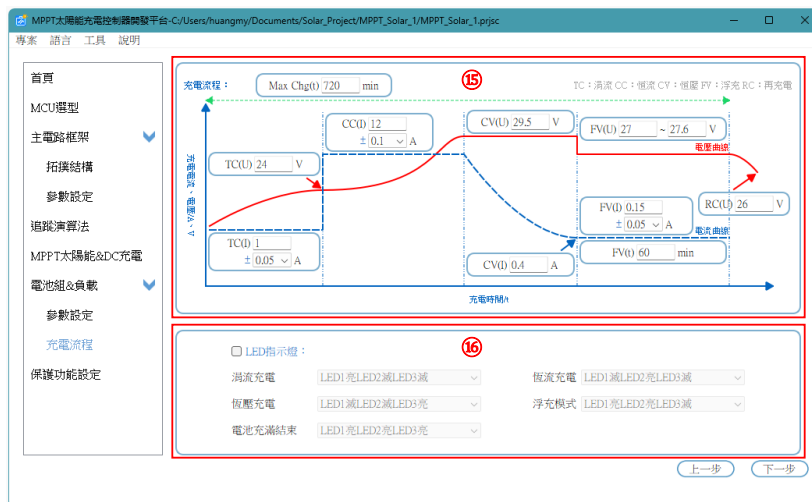 MPPT太陽能充電控制器開發平台-C:/Users/huangmy/Documents/Solar_Project/MPPT_Solar_1/MPPT_Solar_1.prjsc
專案 語言 工具 說明
首頁
MCU選型
主電路框架
拓撲結構
參數設定
追蹤演算法
MPPT太陽能&DC充電
電池組&負載
參數設定
充電流程
保護功能設定
充電流程：
Max Chg(t) 720 min
⑮
TC：涓流 CC：恆流 CV：恆壓 FV：浮充 RC：再充電
CC(I) 12
± 0.1 A
CV(U) 29.5 V
FV(U) 27 ~ 27.6 V
電壓曲線
TC(U) 24 V
充電電流、電壓/A、V
RC(U) 26 V
FV(I) 0.15
± 0.05 A
電流曲線
TC(I) 1
± 0.05 A
FV(t) 60 min
CV(I) 0.4 A
充電時間/t
⑯
LED指示燈：
涓流充電 LED1亮LED2滅LED3滅
恆流充電 LED1滅LED2亮LED3滅
恆壓充電 LED1滅LED2滅LED3亮
浮充模式 LED1亮LED2亮LED3滅
電池充滿結束 LED1亮LED2亮LED3亮
上一步 下一步